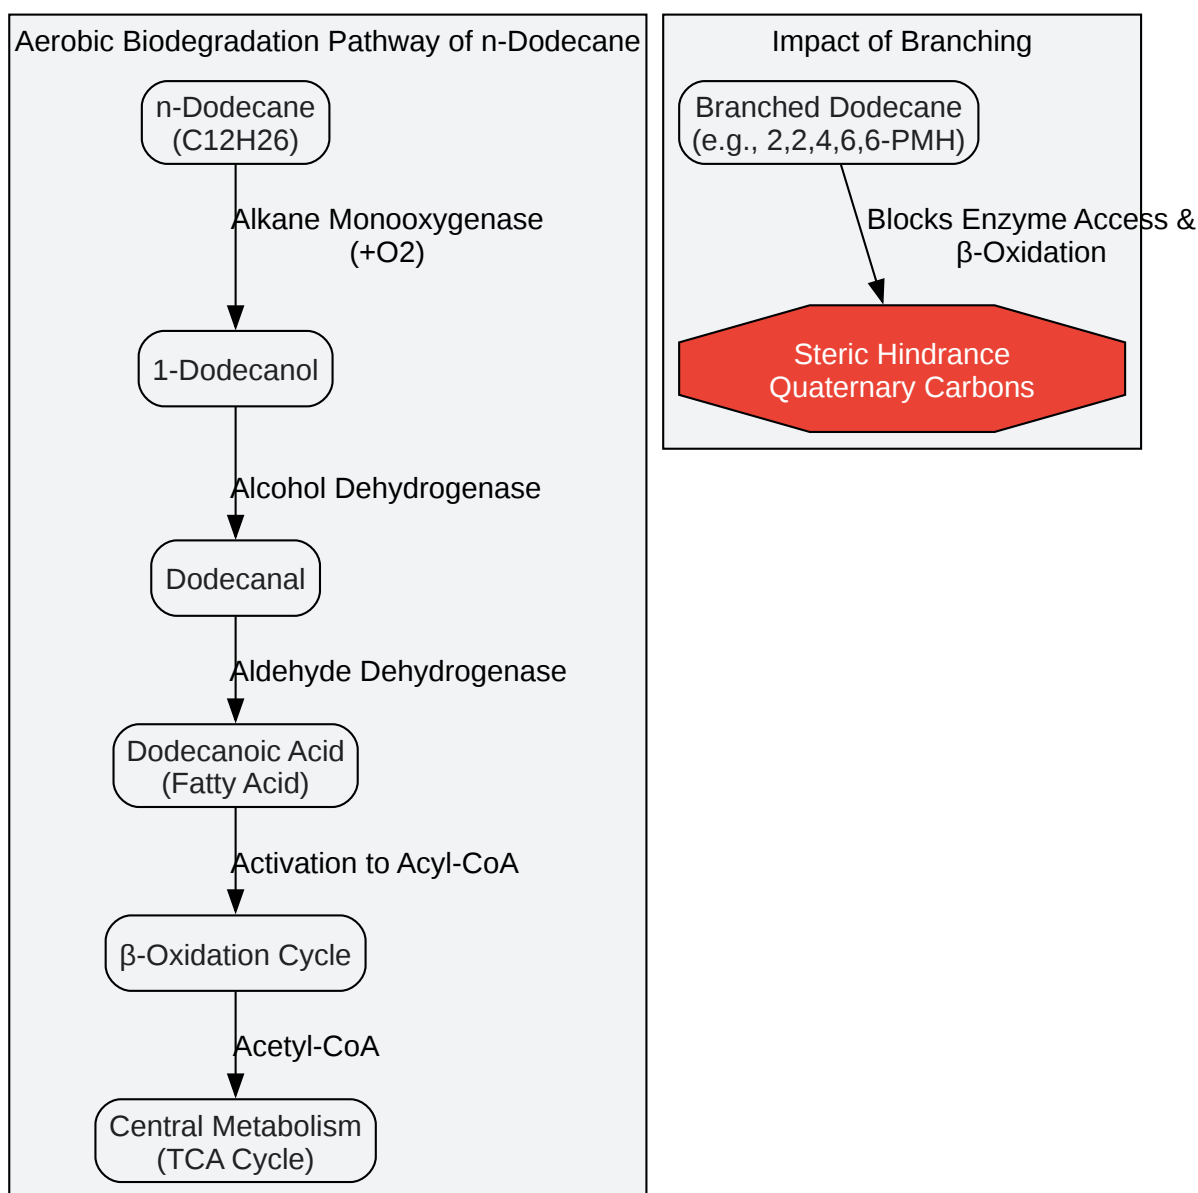 Aerobic Biodegradation Pathway of n-Dodecane
n-Dodecane
(C12H26)
Alkane Monooxygenase
(+O2)
1-Dodecanol
Alcohol Dehydrogenase
Dodecanal
Aldehyde Dehydrogenase
Dodecanoic Acid
(Fatty Acid)
Activation to Acyl-CoA
β-Oxidation Cycle
Acetyl-CoA
Central Metabolism
(TCA Cycle)
Impact of Branching
Branched Dodecane
(e.g., 2,2,4,6,6-PMH)
Blocks Enzyme Access &
β-Oxidation
Steric Hindrance
Quaternary Carbons